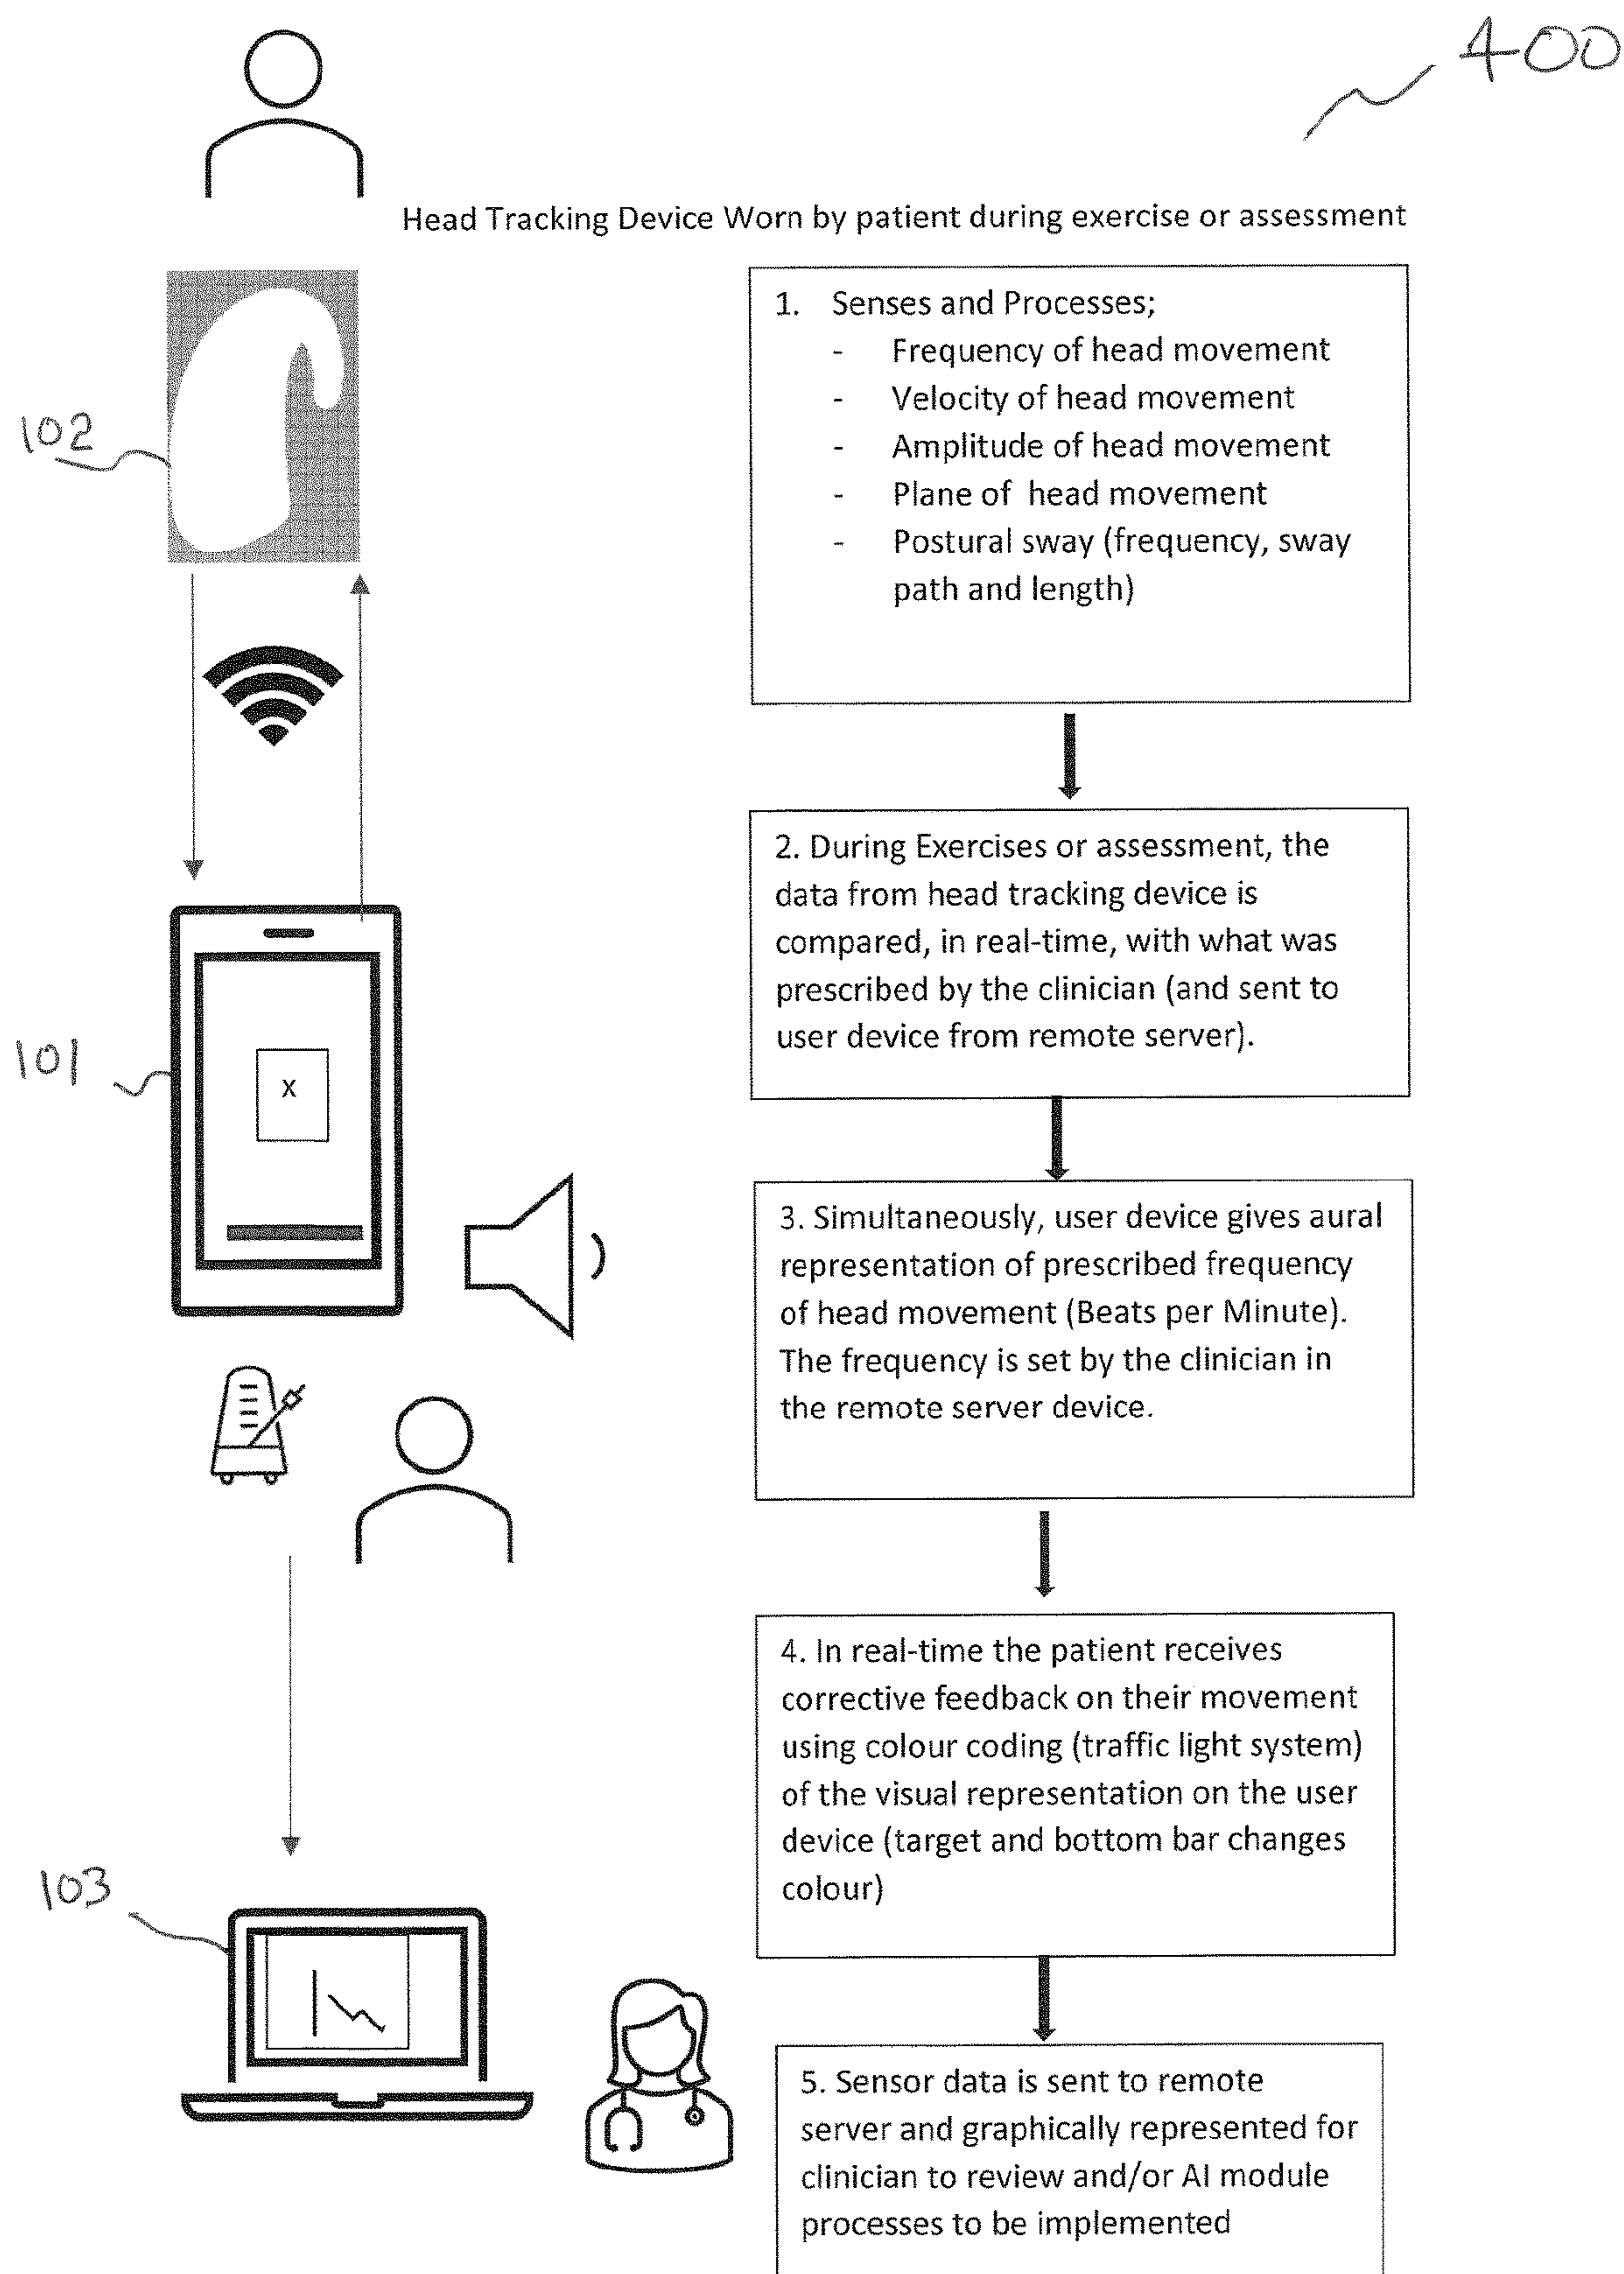 400
Head Tracking Device Worn by patient during exercise or assessment
1. Senses and Processes;
- Frequency of head movement
- Velocity of head movement
- Amplitude of head movement
- Plane of head movement
- Postural sway (frequency, sway
path and length)
102
2. During Exercises or assessment, the
data from head tracking device is
compared, in real-time, with what was
prescribed by the clinician (and sent to
user device from remote server).
101
X
3. Simultaneously, user device gives aural
representation of prescribed frequency
of head movement (Beats per Minute).
The frequency is set by the clinician in
the remote server device.
4. In real-time the patient receives
corrective feedback on their movement
using colour coding (traffic light system)
of the visual representation on the user
device (target and bottom bar changes
colour)
103
5. Sensor data is sent to remote
server and graphically represented for
clinician to review and/or AI module
processes to be implemented